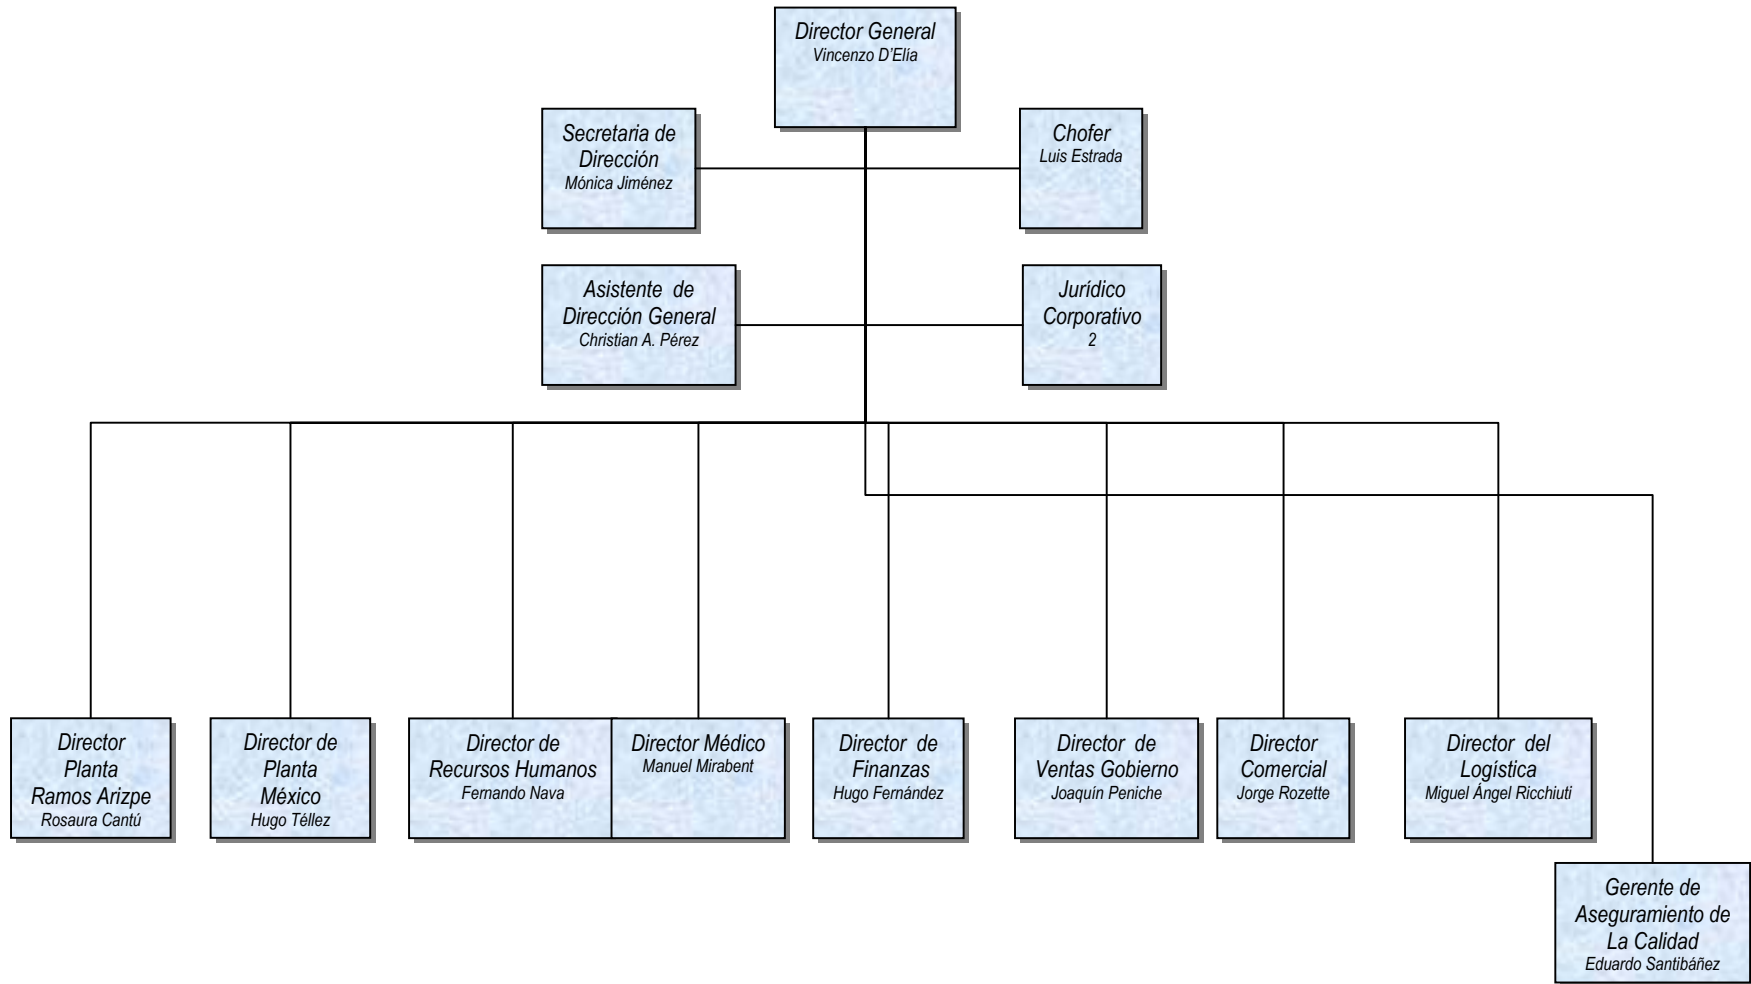 Director General
Vincenzo D'Elía
Secretaria de
Dirección
Mónica Jiménez
Chofer
Luis Estrada
Asistente de
Dirección General
Christian A. Pérez
Jurídico
Corporativo
2
Director
Planta
Ramos Arizpe
Rosaura Cantú
Director de
Planta
México
Hugo Téllez
Director de
Recursos Humanos
Fernando Nava
Director Médico
Manuel Mirabent
Director de
Finanzas
Hugo Fernández
Director de
Ventas Gobierno
Joaquín Peniche
Director
Comercial
Jorge Rozette
Director del
Logística
Miguel Ángel Ricchiuti
Gerente de
Aseguramiento de
La Calidad
Eduardo Santibáñez